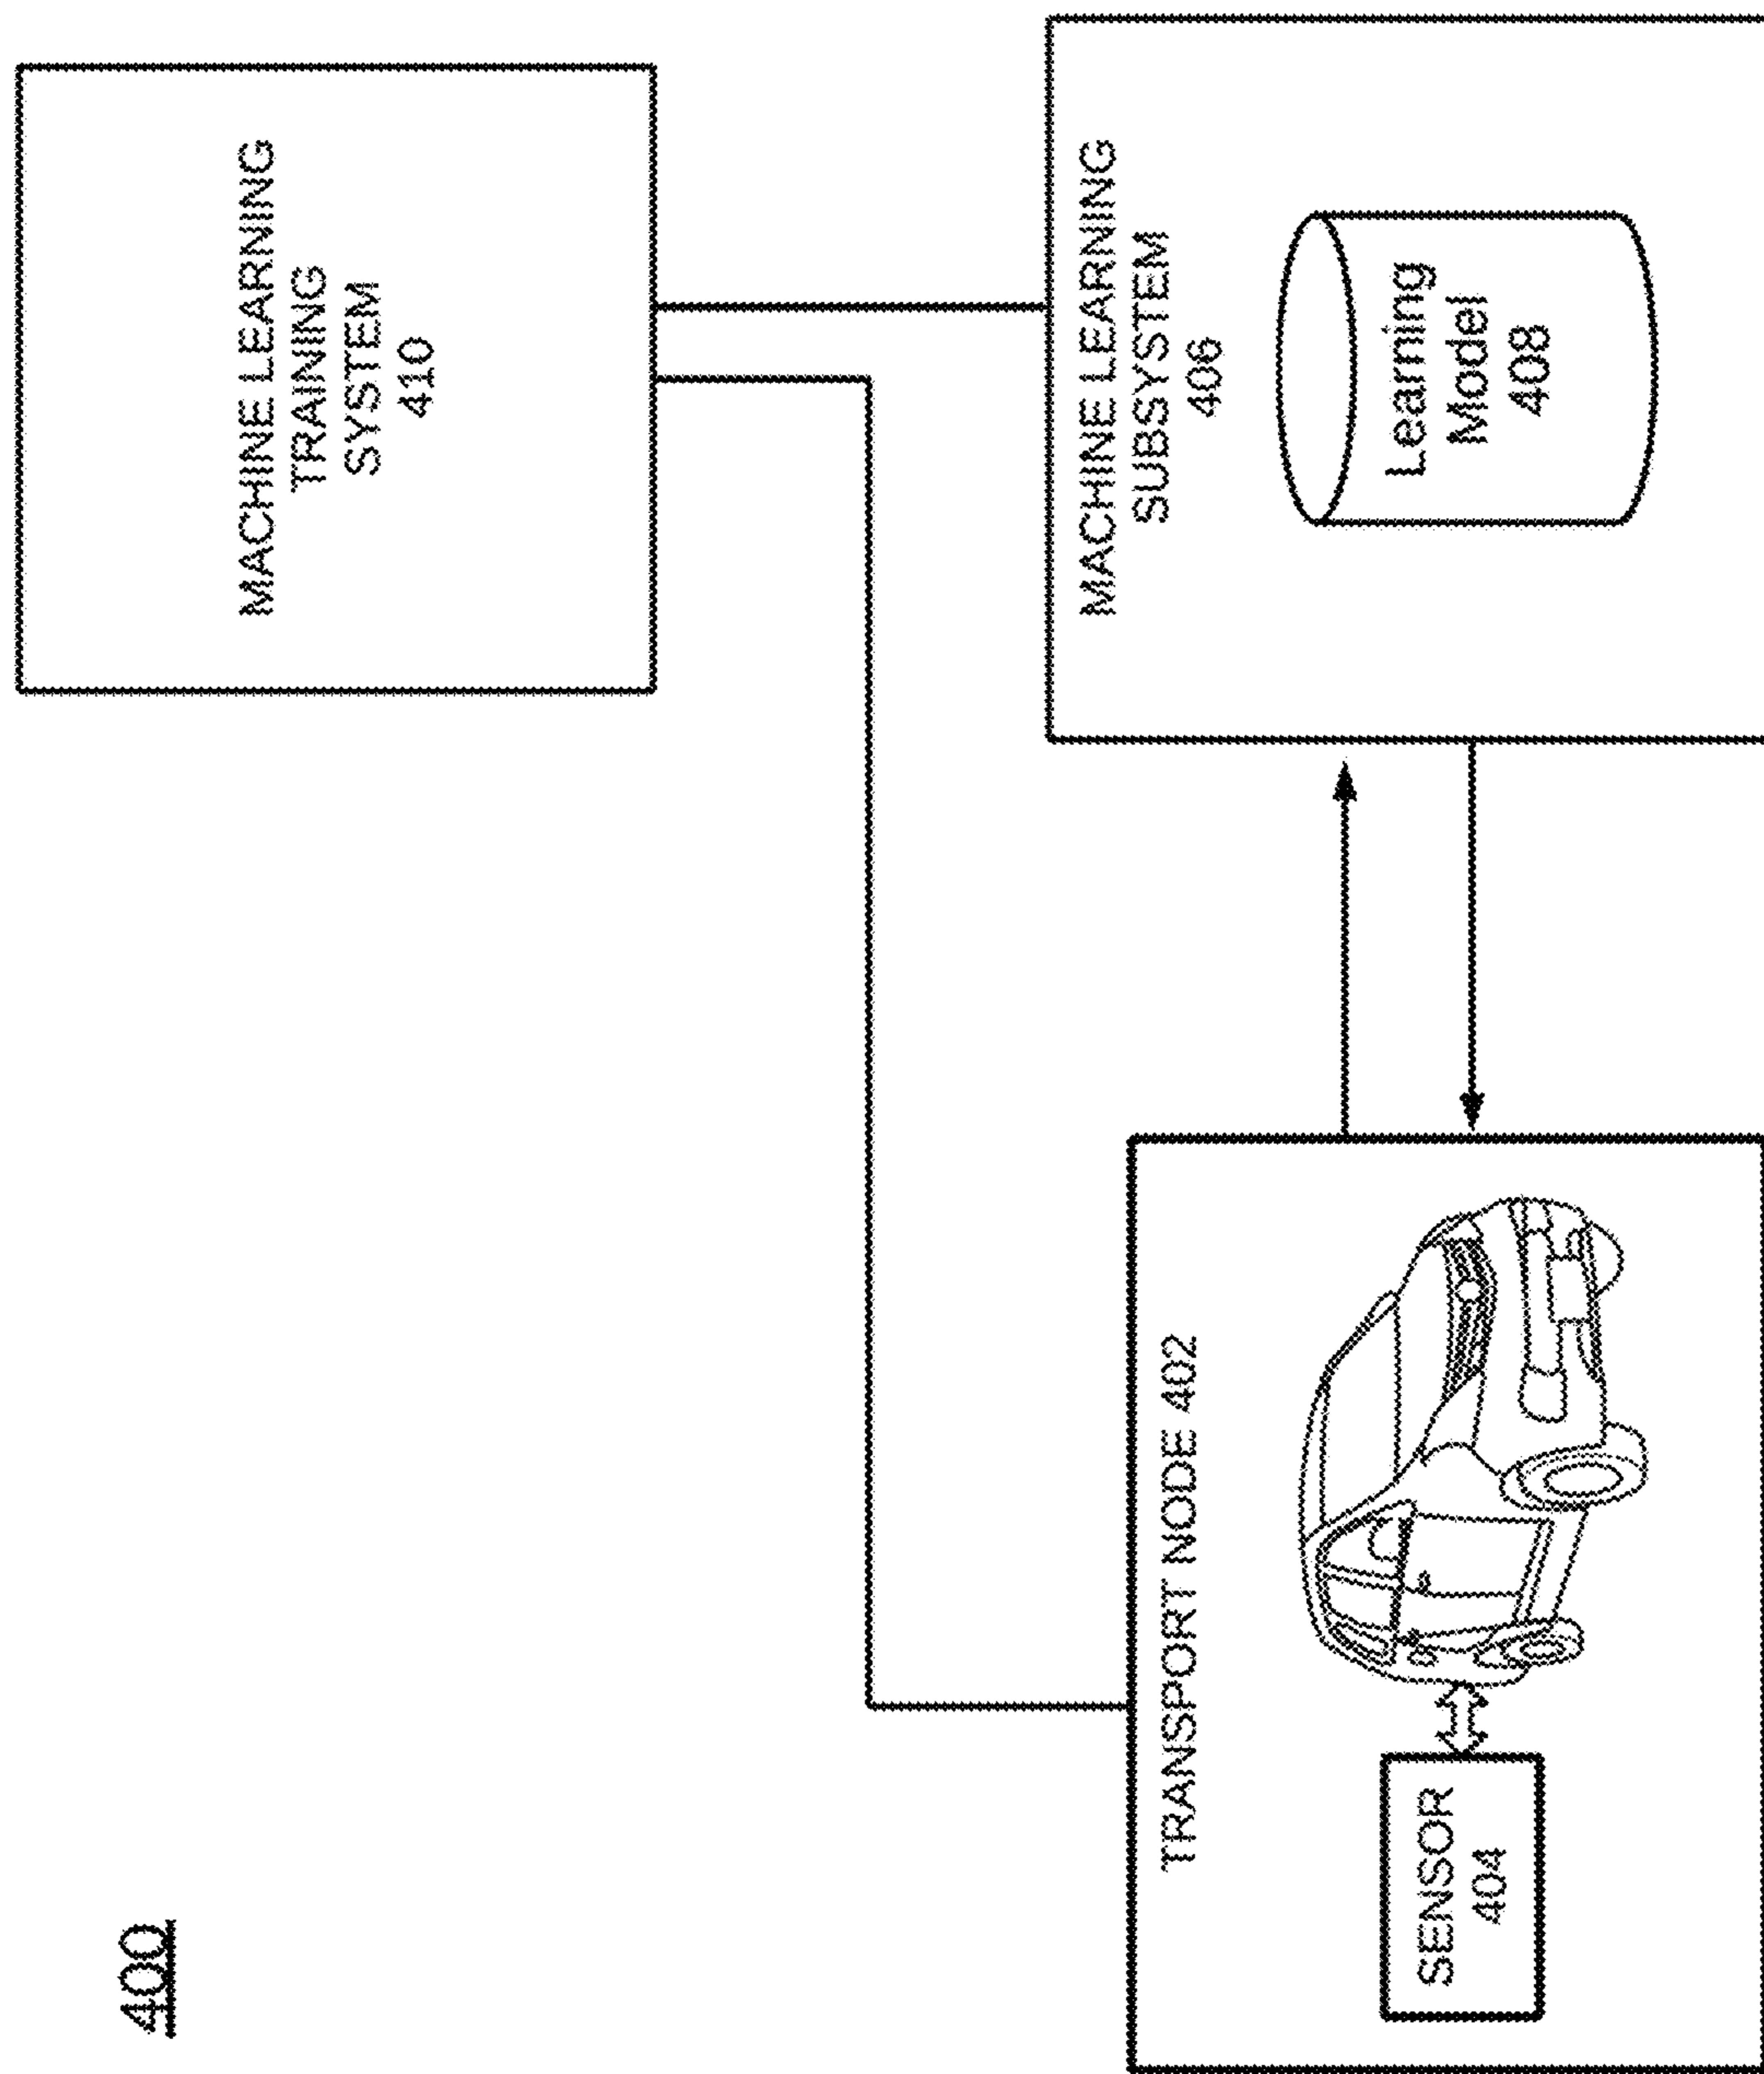 400
MACHINE LEARNING
TRAINING
SYSTEM
410
TRANSPORT NODE 402
SENSOR
404
MACHINE LEARNING
SUBSYSTEM
406
Learning
Model
408